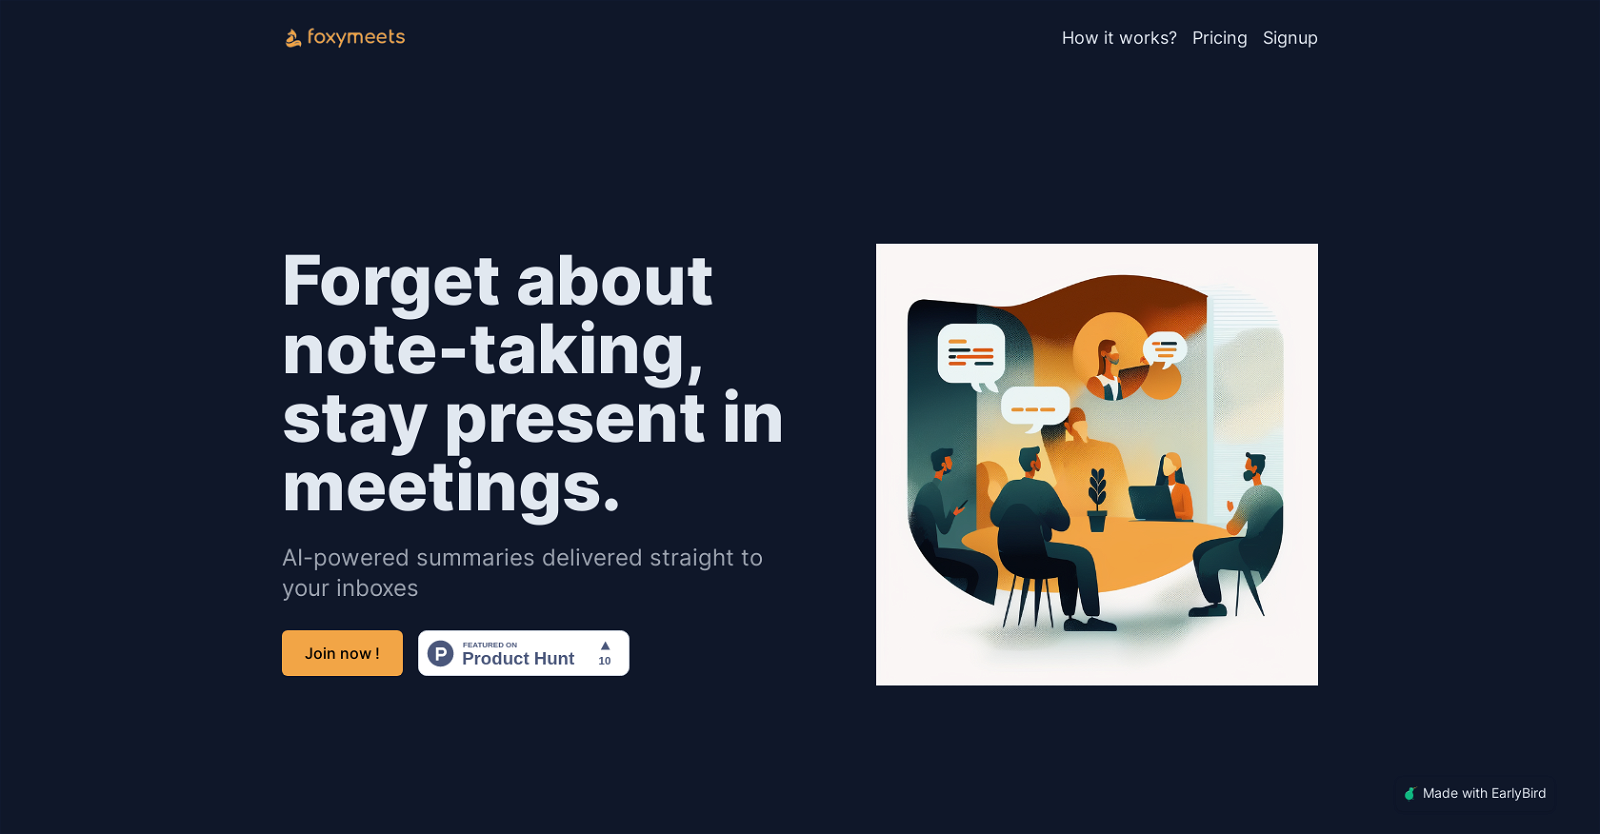 foxymeets
How it works? Pricing Signup
Forget about
note-taking,
stay present in
meetings.
AI-powered summaries delivered straight to
your inboxes
Join now !
P
FEATURED ON
Product Hunt
▲
10
Made with EarlyBird